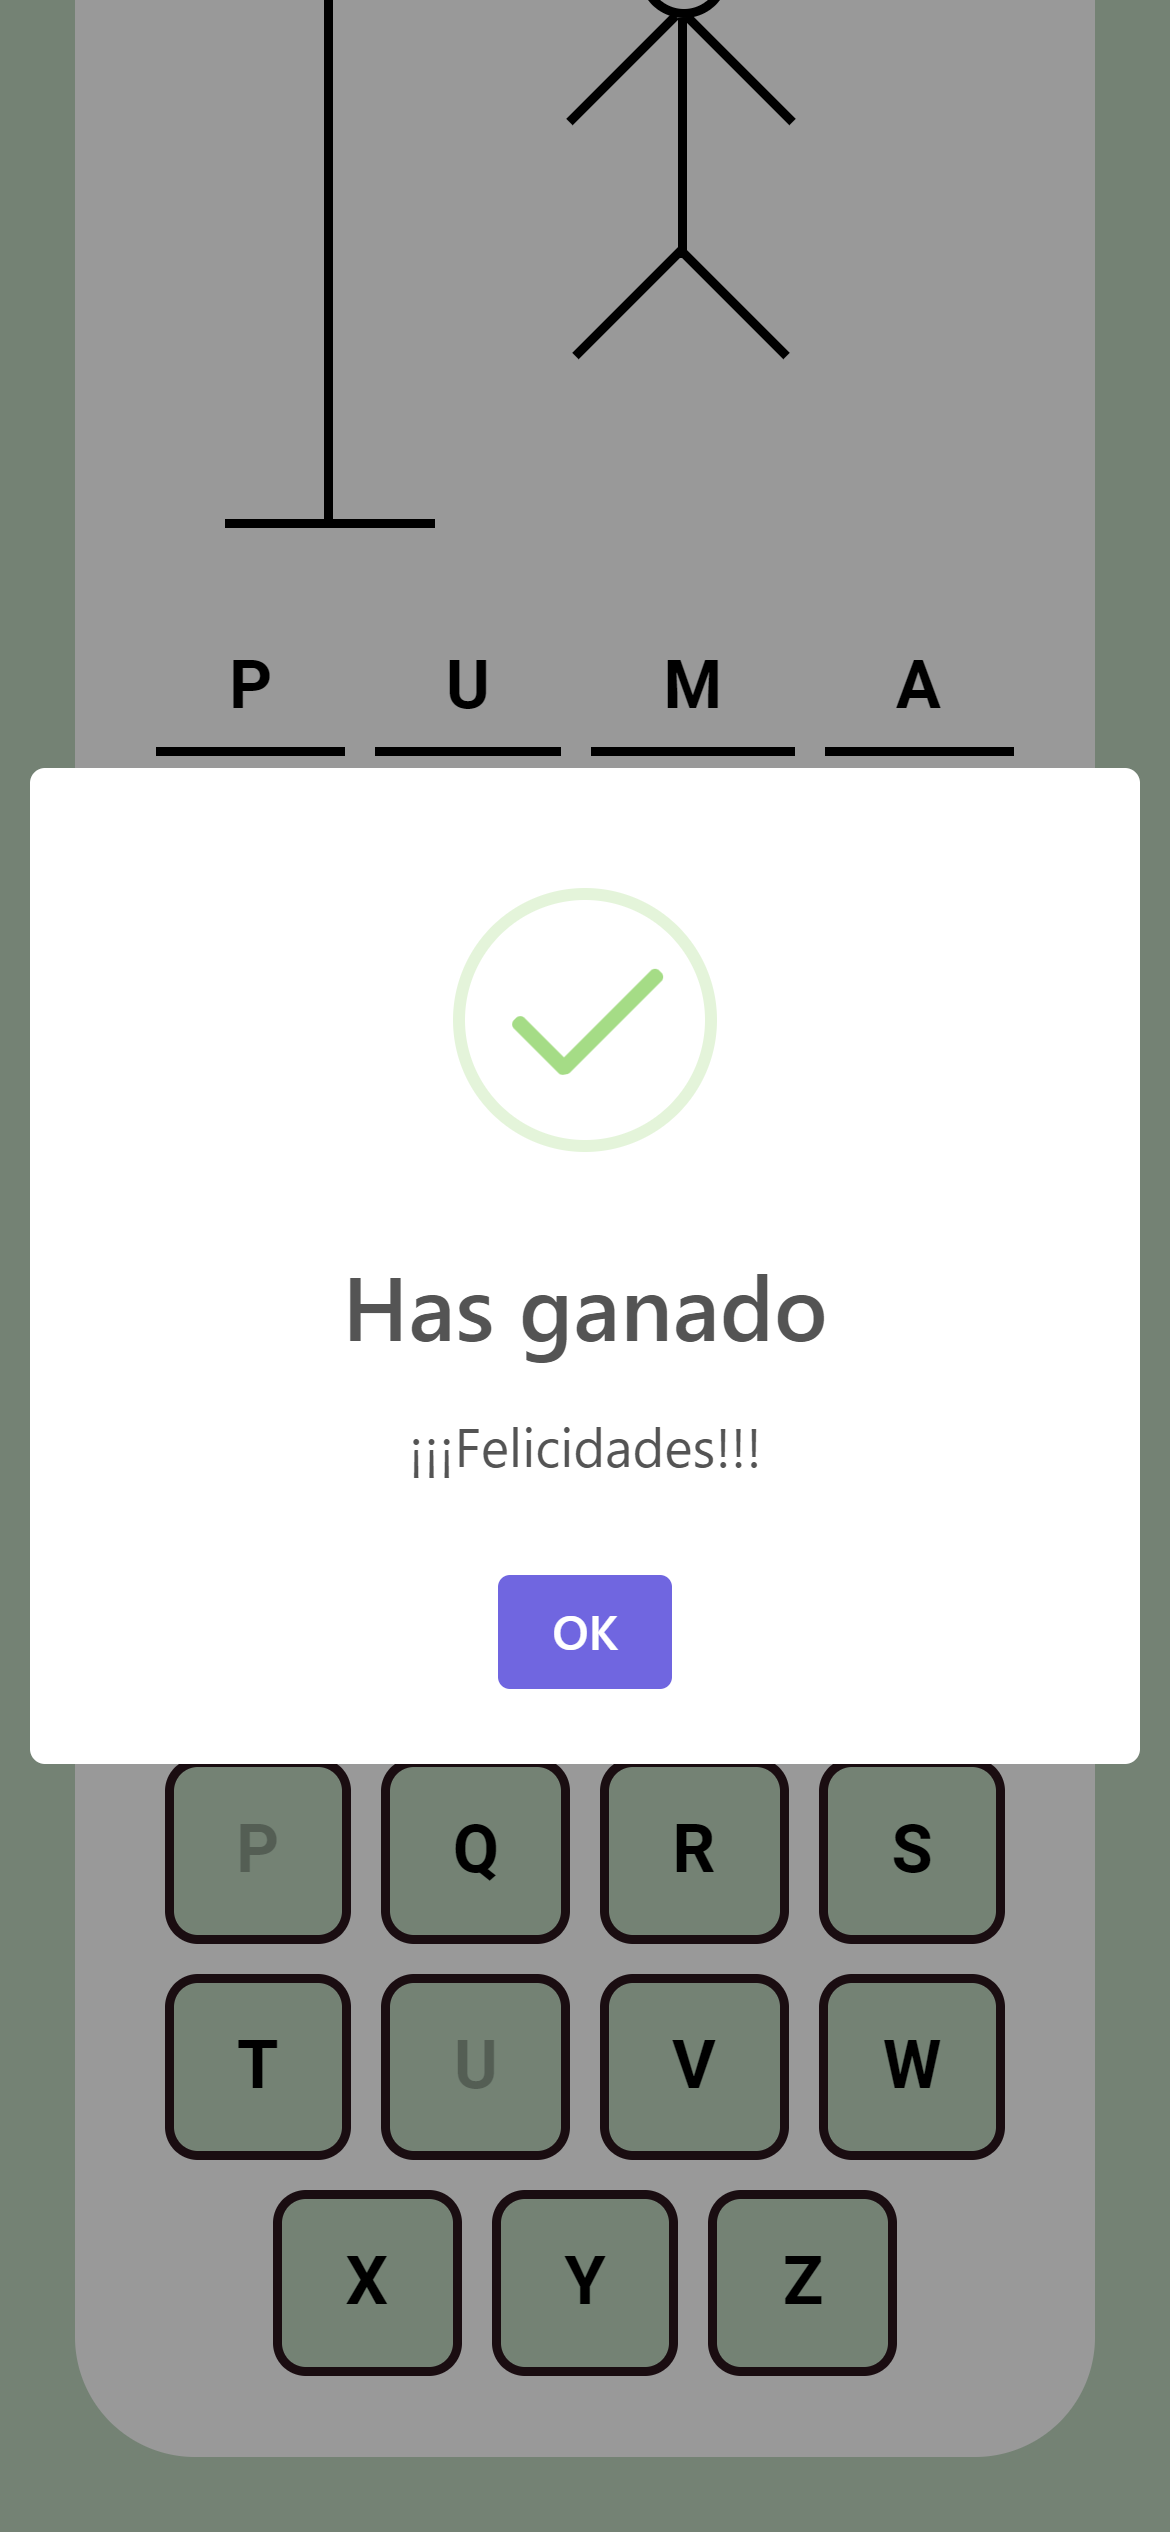 P U M A
Has ganado
¡¡¡Felicidades!!!
OK
P Q R S
T U V W
X Y Z